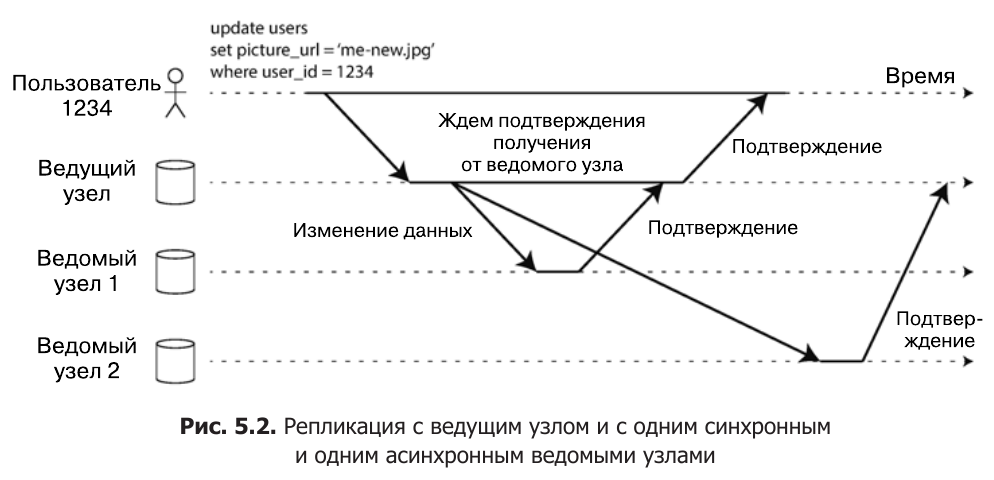 update users
set picture_url = ‘me-new.jpg’
where user_id = 1234
Пользователь
1234
Время
Ждем подтверждения
получения
от ведомого узла
Подтверждение
Ведущий
узел
Изменение данных
Подтверждение
Ведомый
узел 1
Подтвер-
ждение
Ведомый
узел 2
Рис. 5.2. Репликация с ведущим узлом и с одним синхронным
и одним асинхронным ведомыми узлами